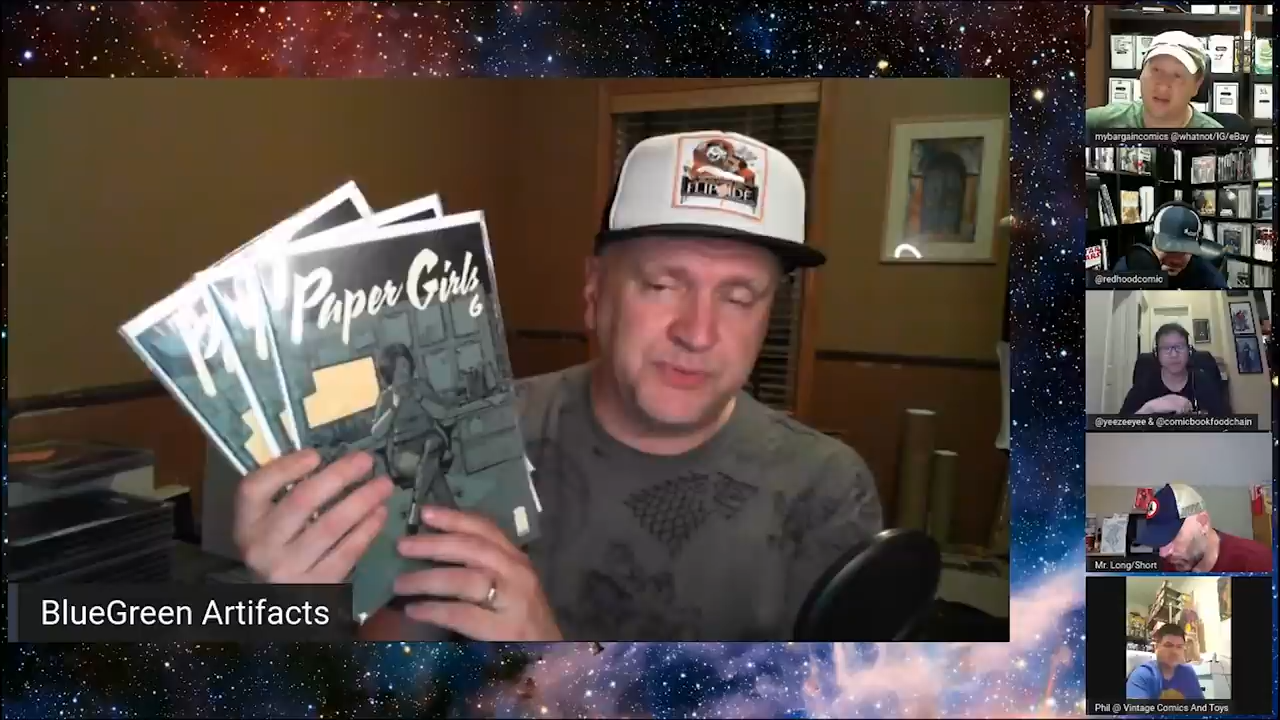 Paper Girls
6
FLIPSIDE
BlueGreen Artifacts
mybargaincomics @whatnot/IG/eBay
@redhoodcomic
@yeezeeyee & @comicbookfoodchain
Mr. Long/Short
Phil @ Vintage Comics And Toys